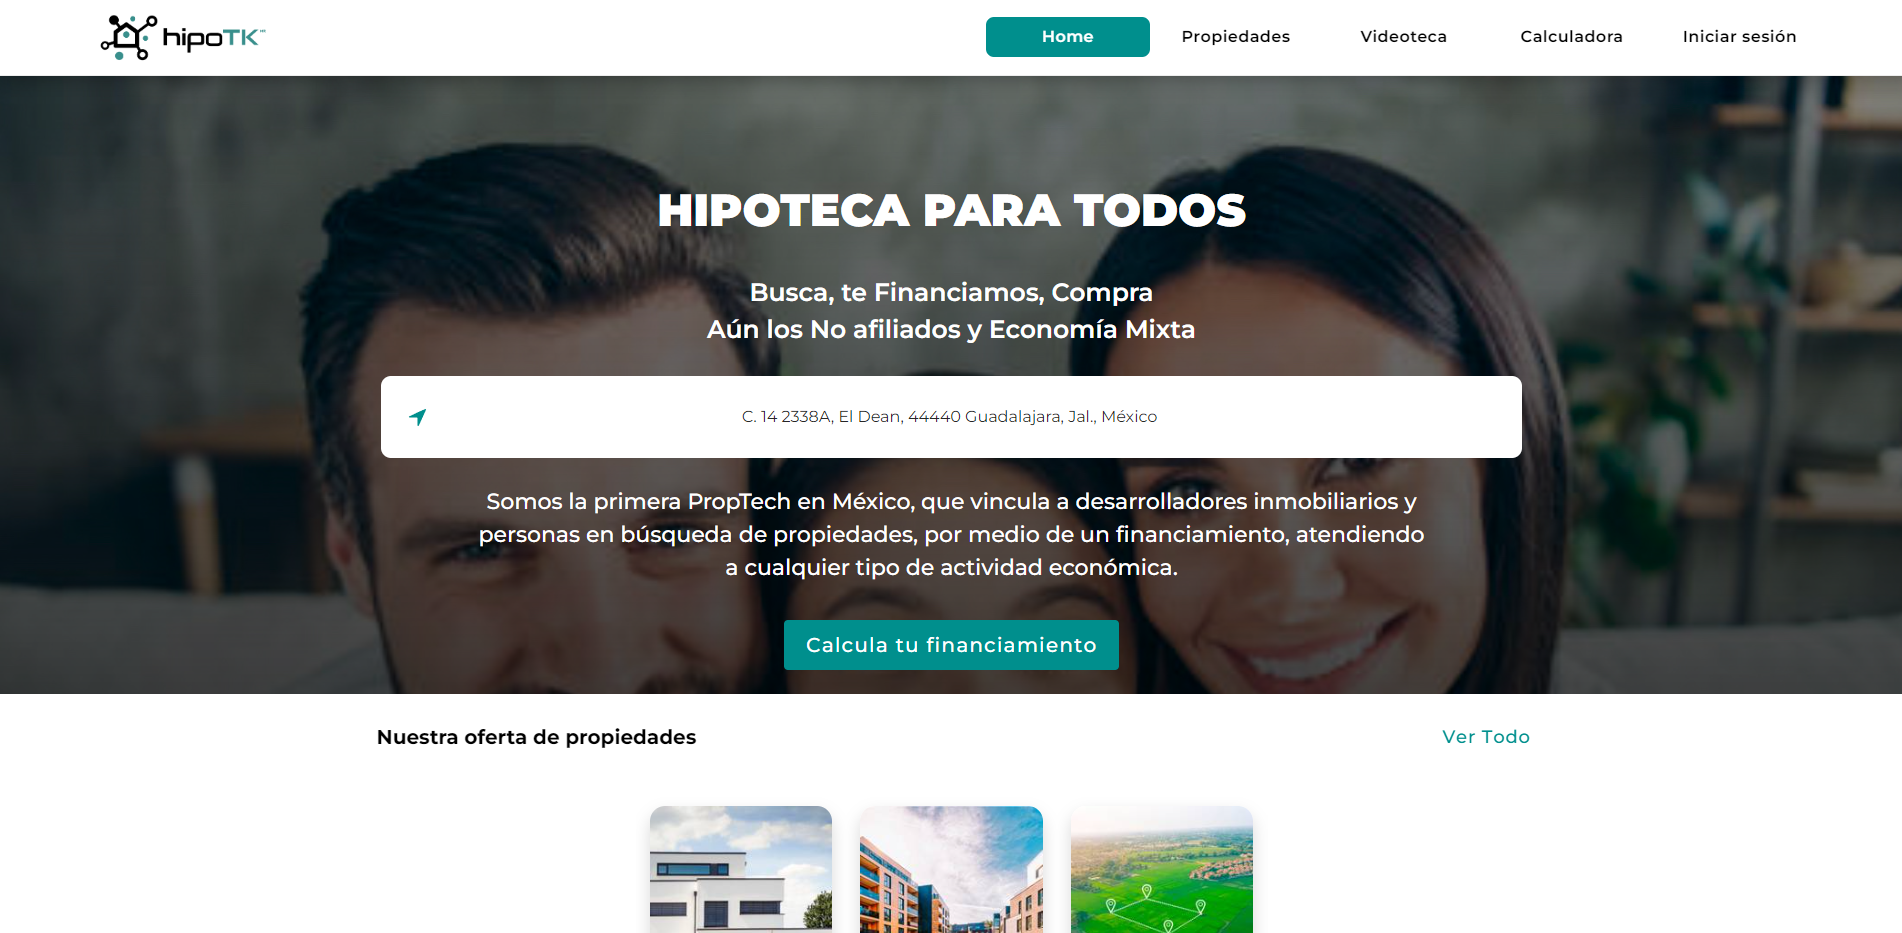 hipoTK
Home
Propiedades
Videoteca
Calculadora
Iniciar sesión
HIPOTECA PARA TODOS
Busca, te Financiamos, Compra
Aún los No afiliados y Economía Mixta
C. 14 2338A, El Dean, 44440 Guadalajara, Jal., México
Somos la primera PropTech en México, que vincula a desarrolladores inmobiliarios y
personas en búsqueda de propiedades, por medio de un financiamiento, atendiendo
a cualquier tipo de actividad económica.
Calcula tu financiamiento
Nuestra oferta de propiedades
Ver Todo